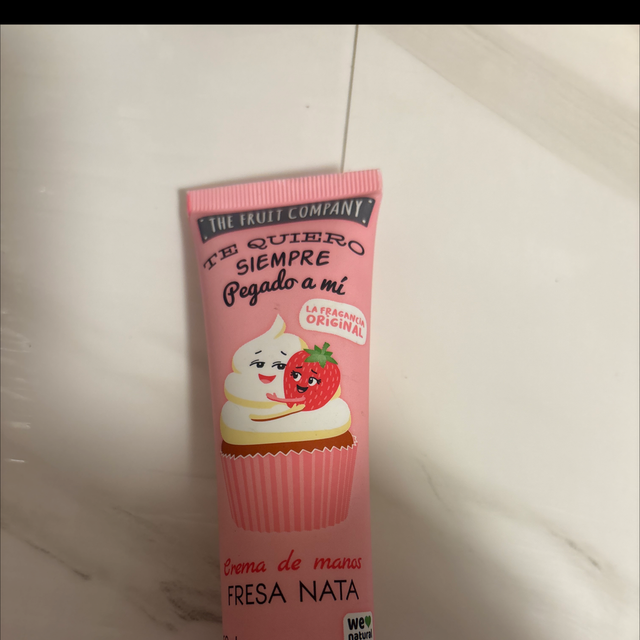 THE FRUIT COMPANY
TE QUIERO
SIEMPRE
Pegado a mí
LA FRAGANCIA
ORIGINAL
Crema de manos
FRESA NATA
we
natural